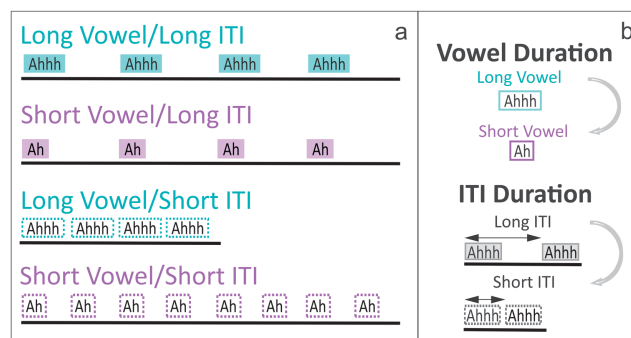 a
Long Vowel/Long ITI
Ahhh Ahhh Ahhh Ahhh
Short Vowel/Long ITI
Ah Ah Ah Ah
Long Vowel/Short ITI
Ahhh Ahhh Ahhh Ahhh
Short Vowel/Short ITI
Ah Ah Ah Ah Ah Ah Ah Ah
b
Vowel Duration
Long Vowel
Ahhh
Short Vowel
Ah
ITI Duration
Long ITI
Ahhh Ahhh
Short ITI
Ahhh Ahhh